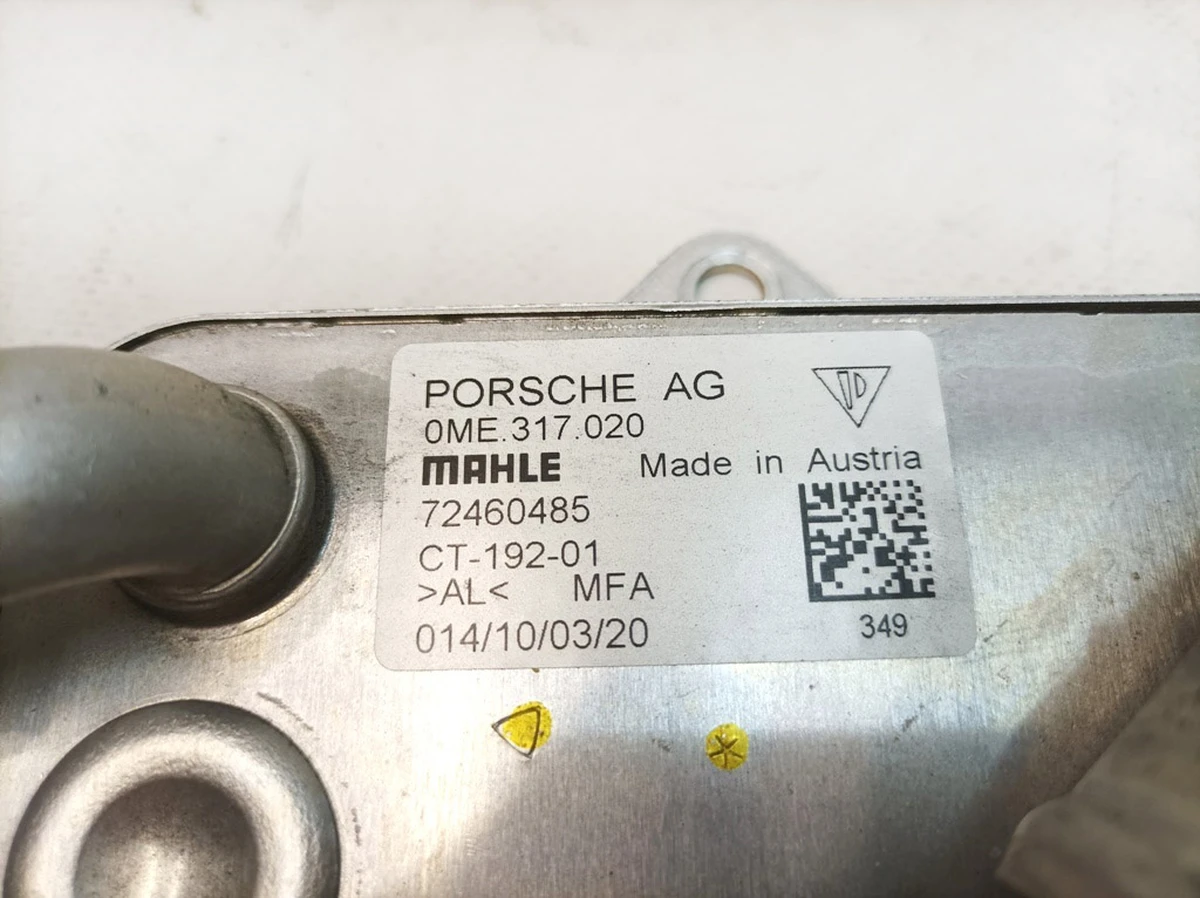 PORSCHE AG
0ME.317.020
MAHLE Made in Austria
72460485
CT-192-01
>AL< MFA
014/10/03/20
349